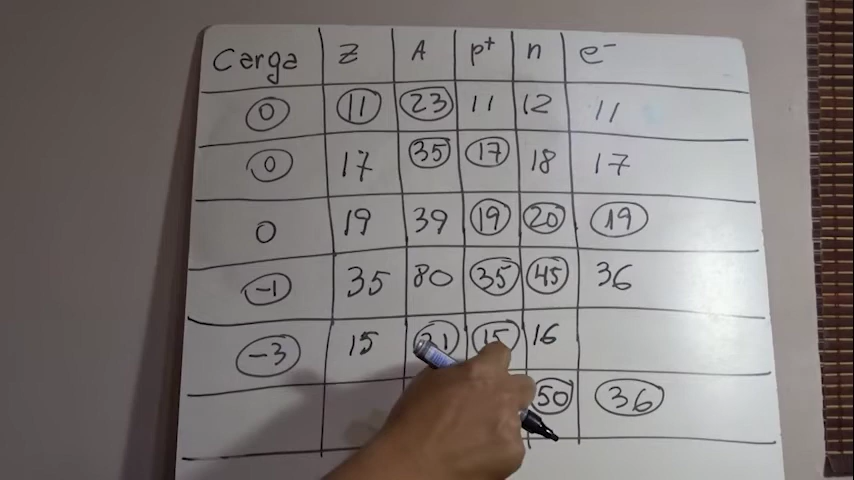 Carga Z A p+ n e-
0 11 23 11 12 11
0 17 35 17 18 17
0 19 39 19 20 19
-1 35 80 35 45 36
-3 15 15 16
50 36